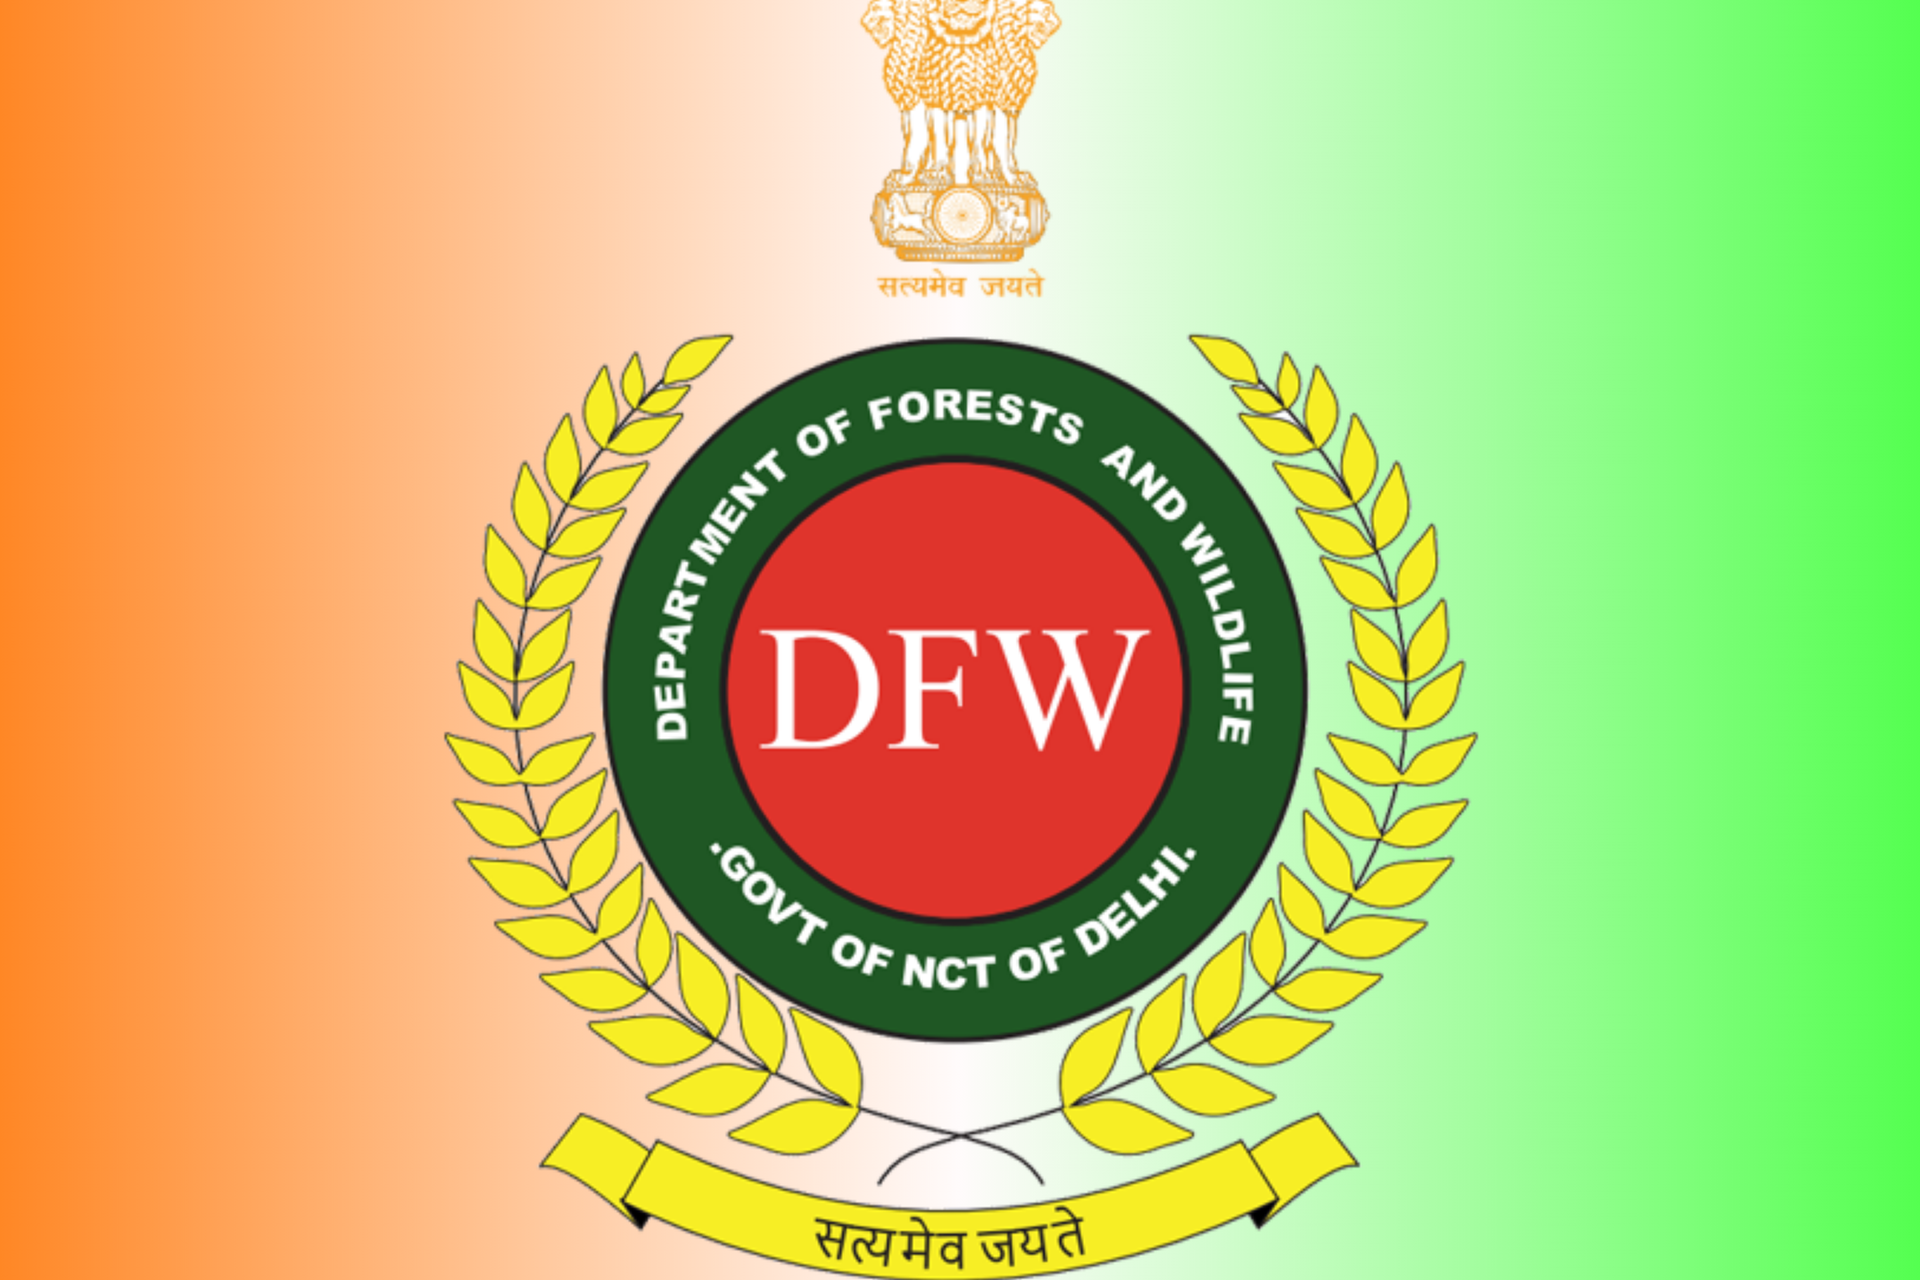 सत्यमेव जयते
DEPARTMENT OF FORESTS AND WILDLIFE
DFW
.GOVT OF NCT OF DELHI.
सत्यमेव जयते